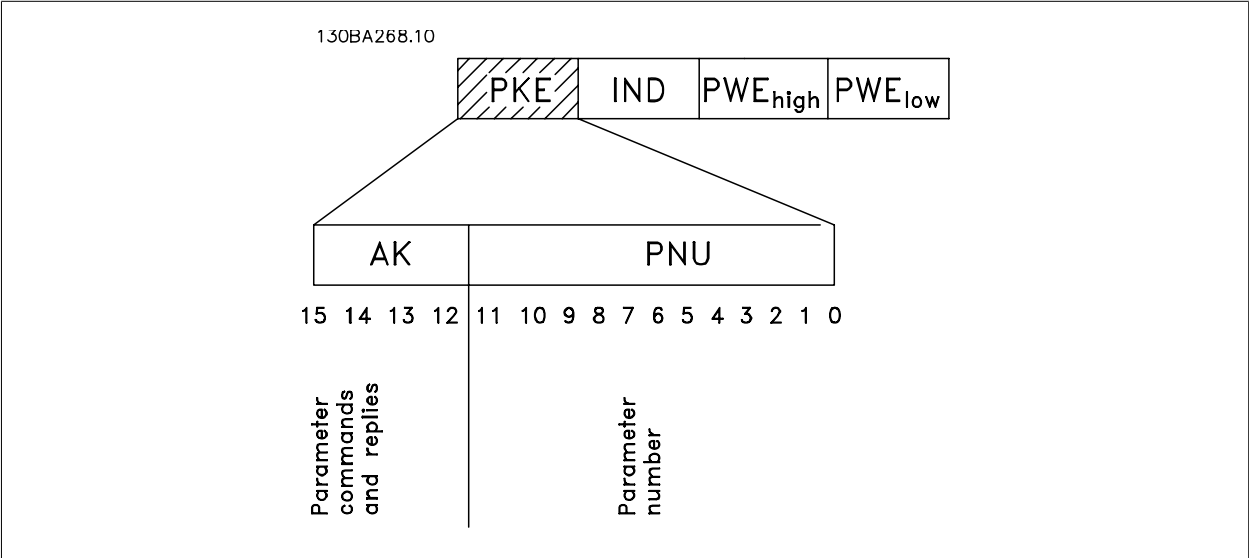 130BA268.10
PKE IND PWEhigh PWElow
AK PNU
15 14 13 12 11 10 9 8 7 6 5 4 3 2 1 0
Parameter
commands
and replies
Parameter
number